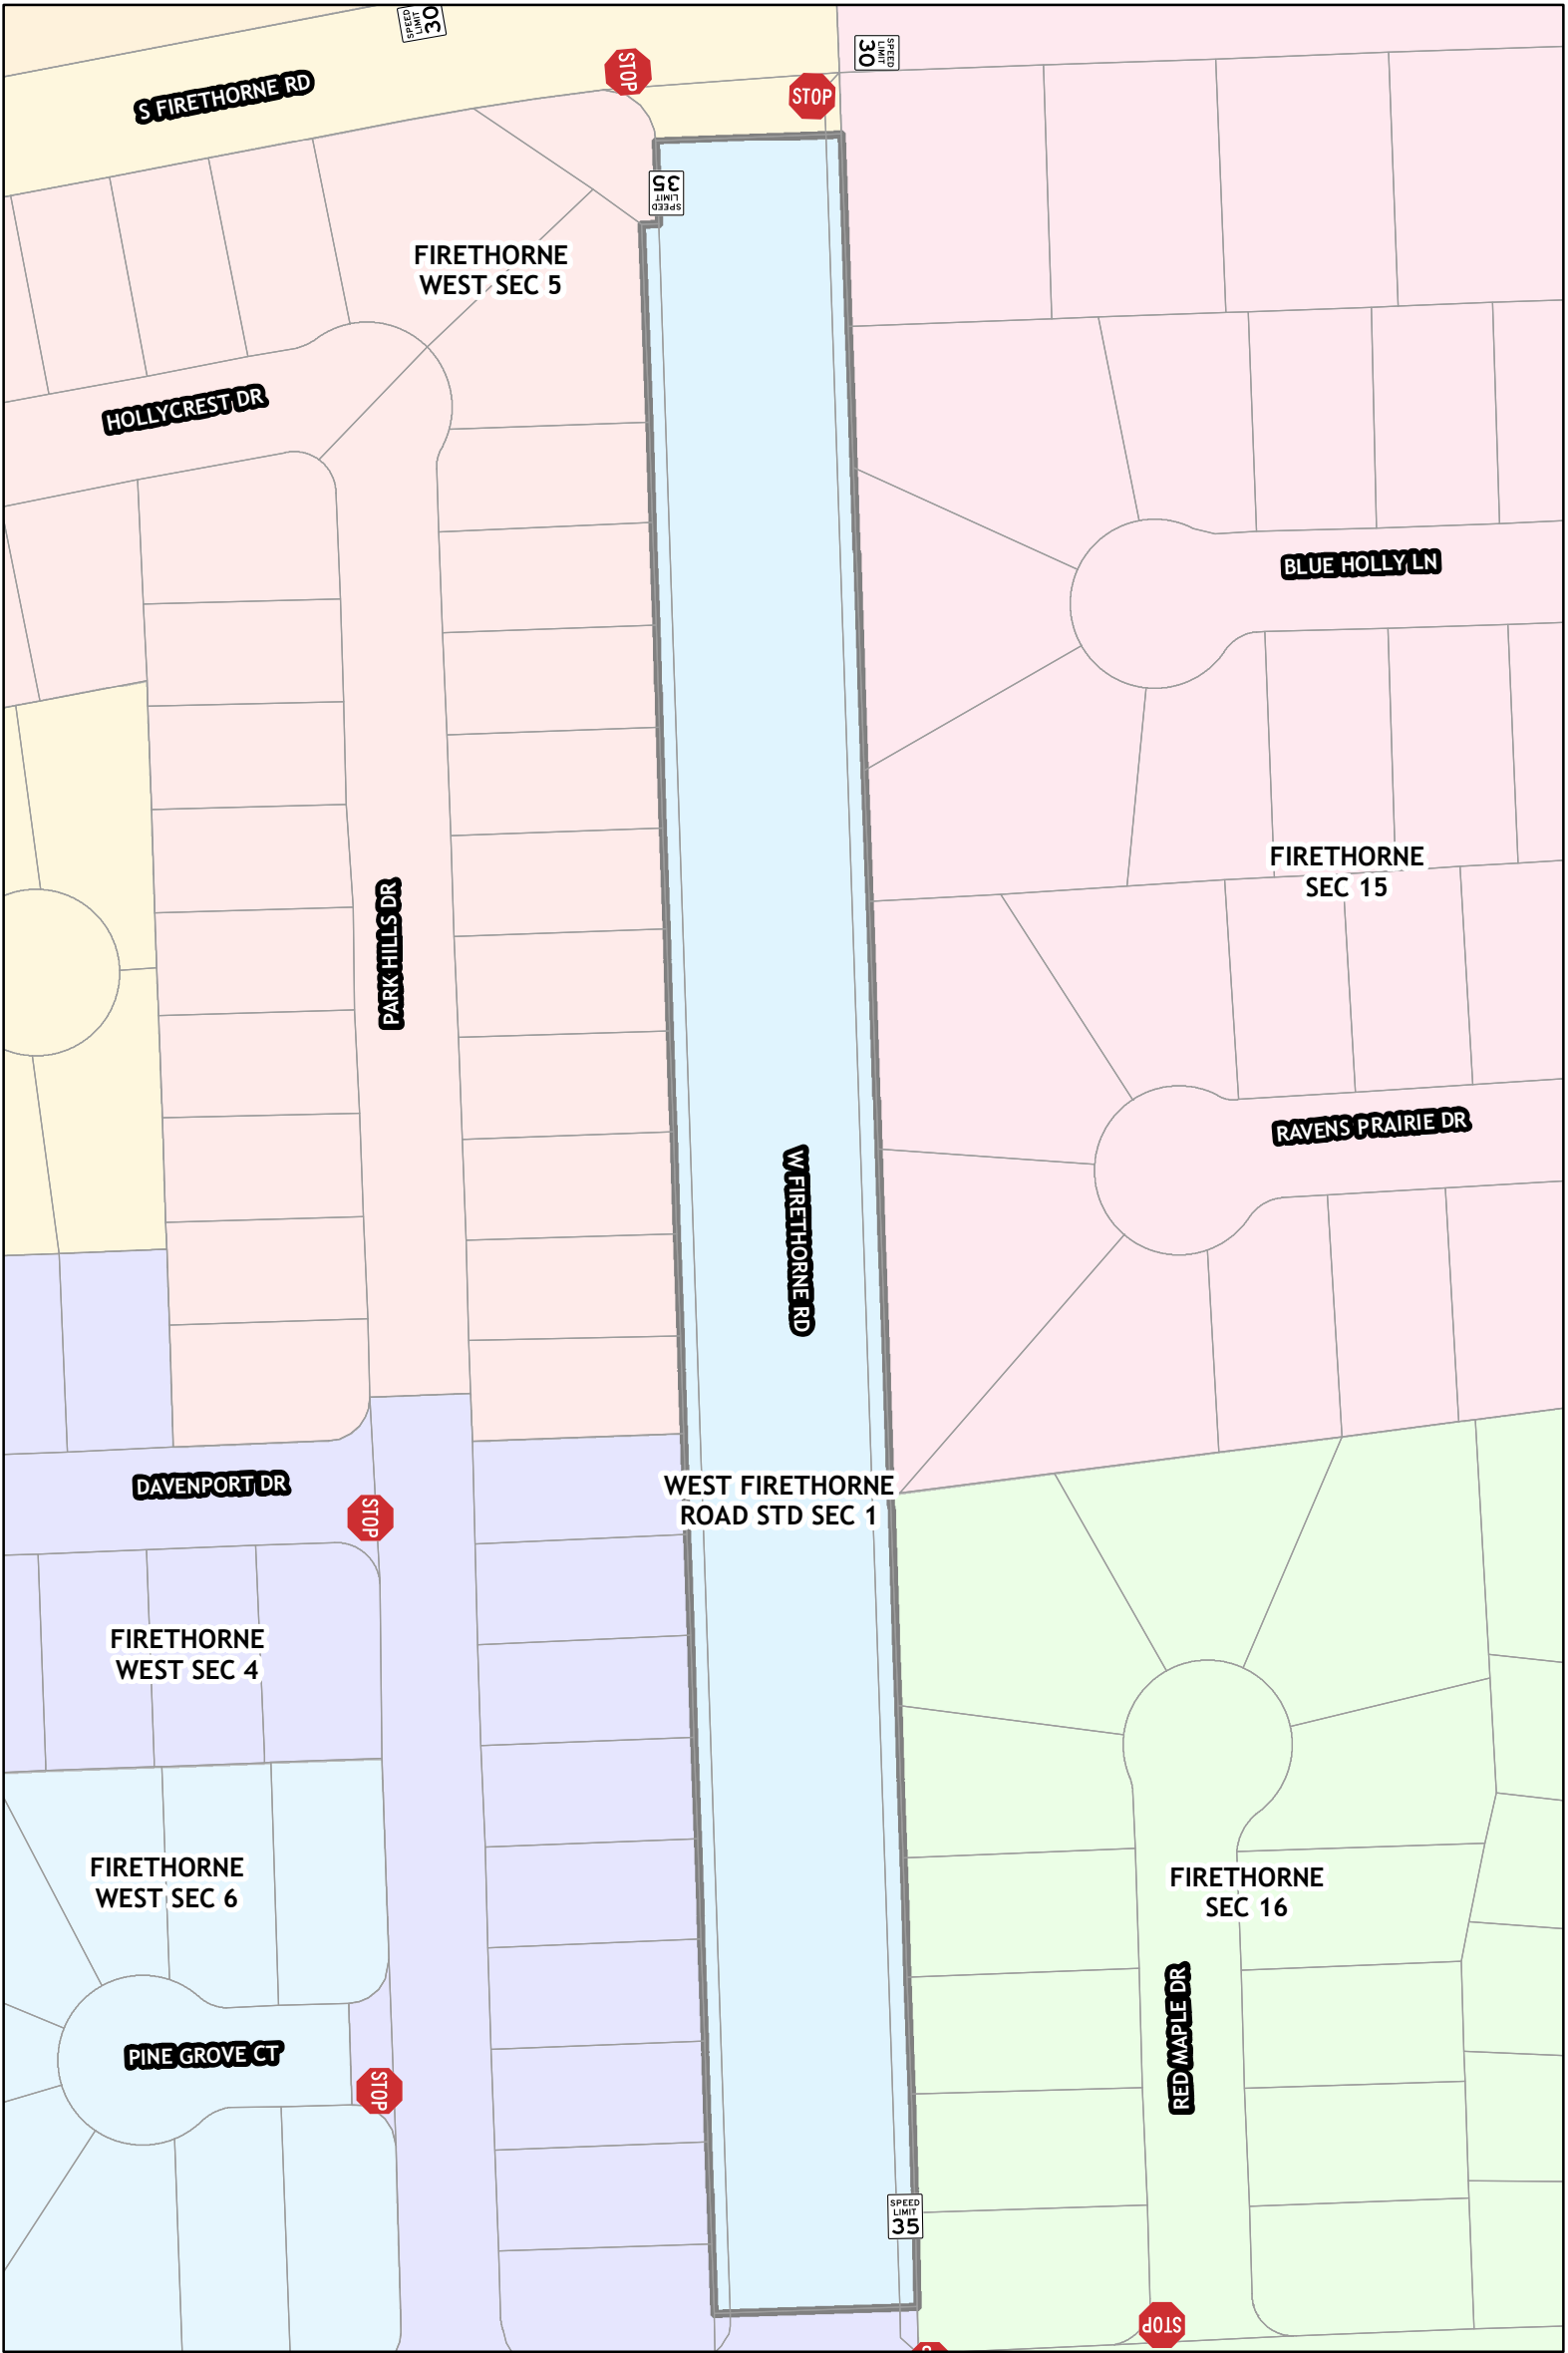 SPEED
LIMIT
30
STOP
SPEED
LIMIT
30
S FIRETHORNE RD
STOP
SPEED
LIMIT
35
FIRETHORNE
WEST SEC 5
HOLLYCREST DR
BLUE HOLLY LN
FIRETHORNE
SEC 15
PARK HILLS DR
RAVENS PRAIRIE DR
W FIRETHORNE RD
DAVENPORT DR
WEST FIRETHORNE
ROAD STD SEC 1
STOP
FIRETHORNE
WEST SEC 4
FIRETHORNE
WEST SEC 6
FIRETHORNE
SEC 16
RED MAPLE DR
PINE GROVE CT
STOP
SPEED
LIMIT
35
STOP